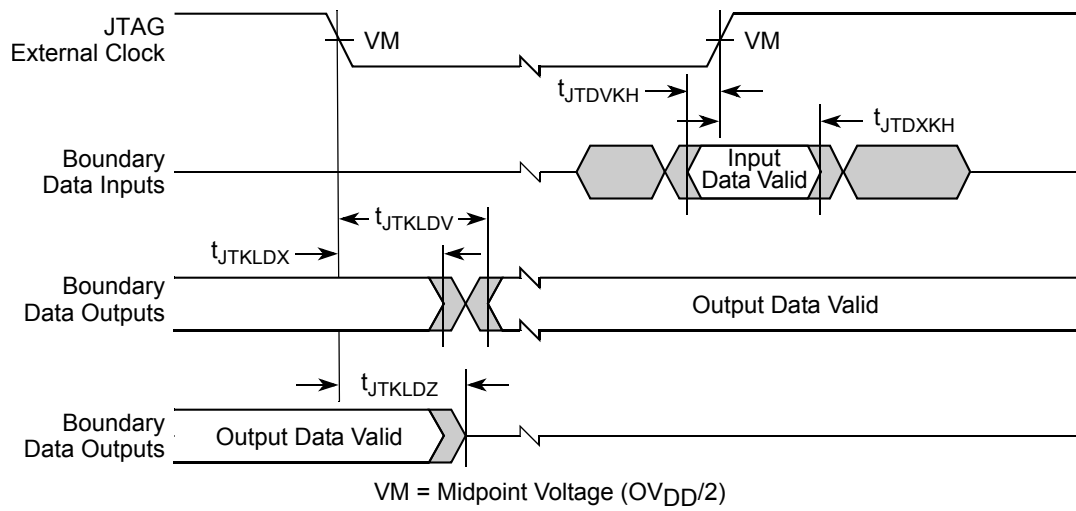 JTAG
External Clock
VM
VM
tJTDVKH
tJTDXKH
Boundary
Data Inputs
Input
Data Valid
tJTKLDV
tJTKLDX
Boundary
Data Outputs
Output Data Valid
tJTKLDZ
Boundary
Data Outputs
Output Data Valid
VM = Midpoint Voltage (OVDD/2)